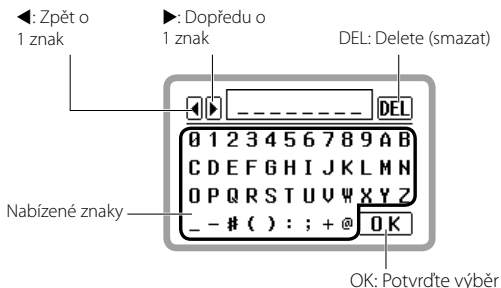 ◀: Zpět o
1 znak
▶: Dopředu o
1 znak
DEL: Delete (smazat)
◀ ▶ _ _ _ _ _ _ _ _ DEL
0 1 2 3 4 5 6 7 8 9 A B
C D E F G H I J K L M N
O P Q R S T U V W X Y Z
_ - # ( ) : ; + @ OK
Nabízené znaky
OK: Potvrďte výběr